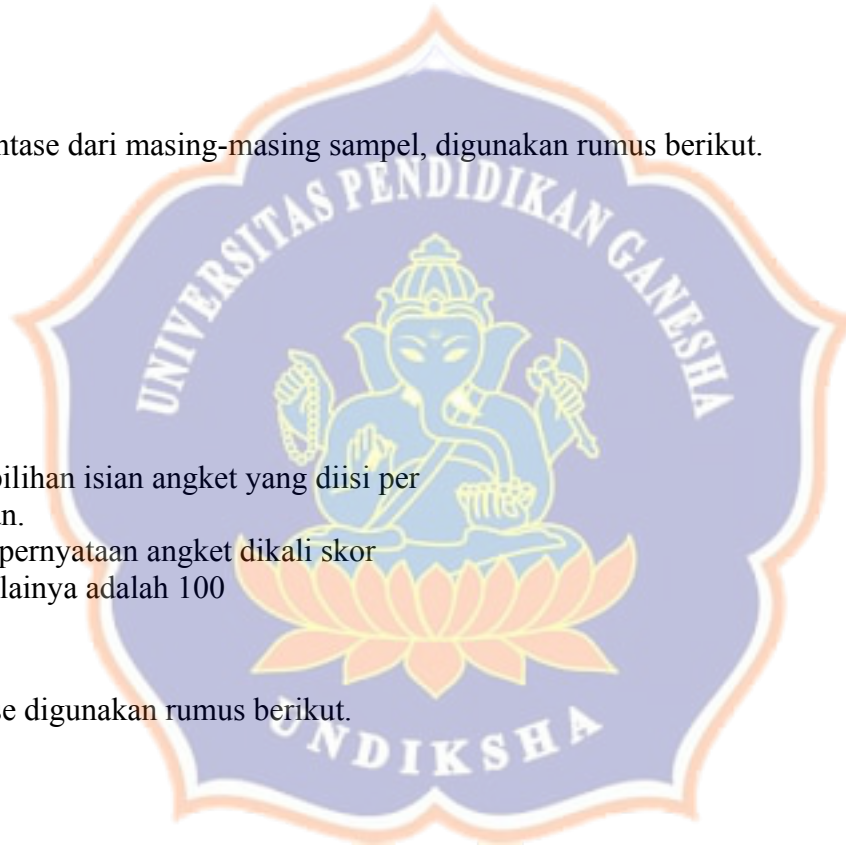 ntase dari masing-masing sampel, digunakan rumus berikut.
UNIVERSITAS PENDIDIKAN GANESHA
pilihan isian angket yang diisi per
n.
pernyataan angket dikali skor
lainya adalah 100
se digunakan rumus berikut.
UNDIKSHA